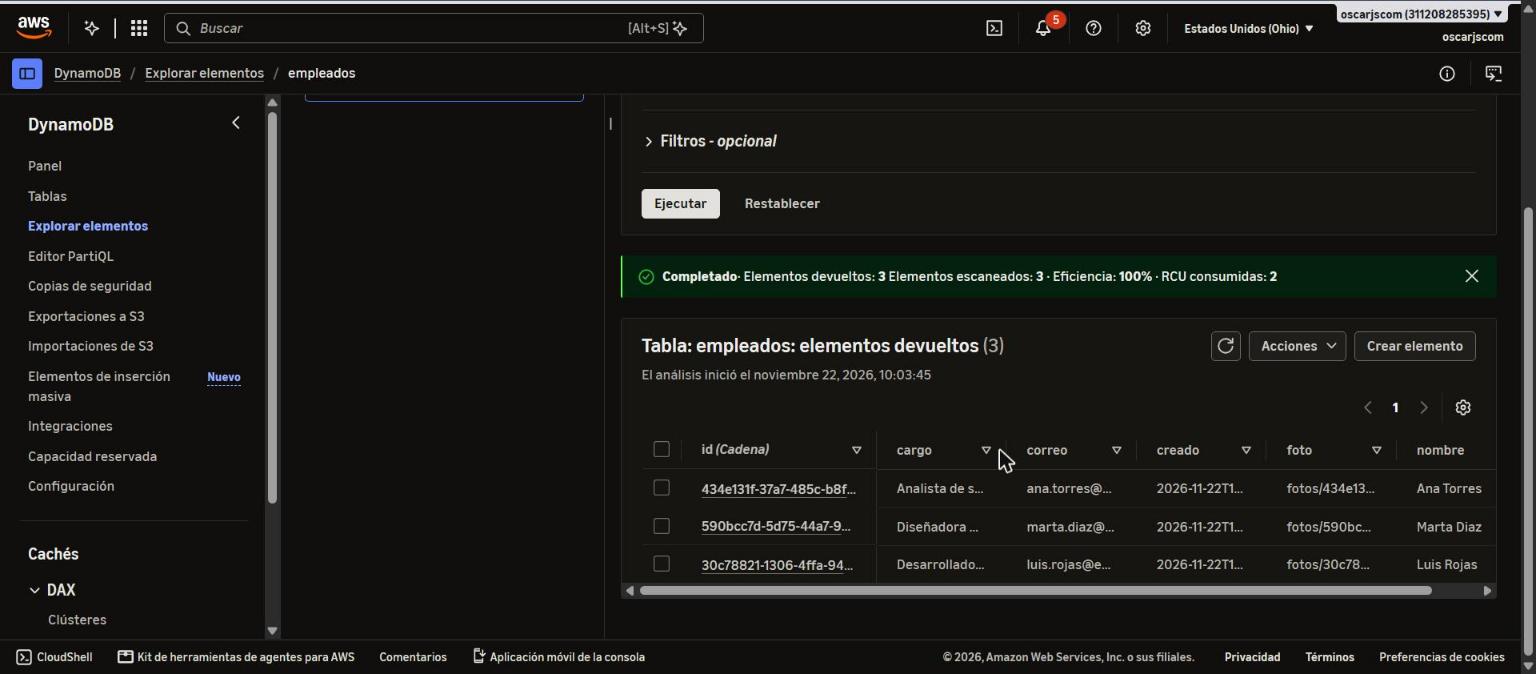 aws
Buscar
[Alt+S]
5
Estados Unidos (Ohio) ▼
oscarjscom (311208285395) ▼
oscarjscom
DynamoDB / Explorar elementos / empleados
DynamoDB
Panel
Tablas
Explorar elementos
Editor PartiQL
Copias de seguridad
Exportaciones a S3
Importaciones de S3
Elementos de inserción masiva
Nuevo
Integraciones
Capacidad reservada
Configuración
Cachés
DAX
Clústeres
Filtros - opcional
Ejecutar
Restablecer
Completado· Elementos devueltos: 3 Elementos escaneados: 3 · Eficiencia: 100% · RCU consumidas: 2
Tabla: empleados: elementos devueltos (3)
Acciones
Crear elemento
El análisis inició el noviembre 22, 2026, 10:03:45
1
id (Cadena) cargo correo creado foto nombre
434e131f-37a7-485c-b8f... Analista de s... ana.torres@... 2026-11-22T1... fotos/434e13... Ana Torres
590bcc7d-5d75-44a7-9... Diseñadora ... marta.diaz@... 2026-11-22T1... fotos/590bc... Marta Diaz
30c78821-1306-4ffa-94... Desarrollado... luis.rojas@e... 2026-11-22T1... fotos/30c78... Luis Rojas
CloudShell
Kit de herramientas de agentes para AWS
Comentarios
Aplicación móvil de la consola
© 2026, Amazon Web Services, Inc. o sus filiales.
Privacidad
Términos
Preferencias de cookies